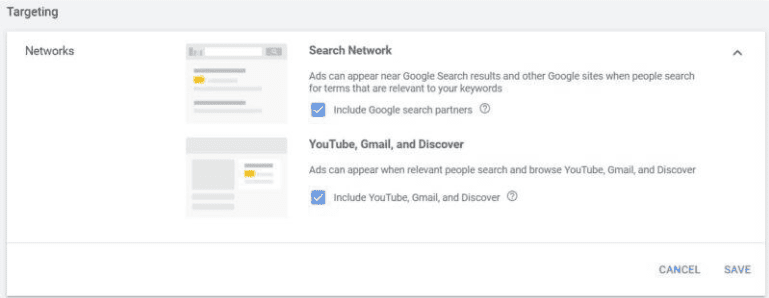 Targeting
Networks
Search Network
Ads can appear near Google Search results and other Google sites when people search
for terms that are relevant to your keywords
Include Google search partners
YouTube, Gmail, and Discover
Ads can appear when relevant people search and browse YouTube, Gmail, and Discover
Include YouTube, Gmail, and Discover
CANCEL SAVE